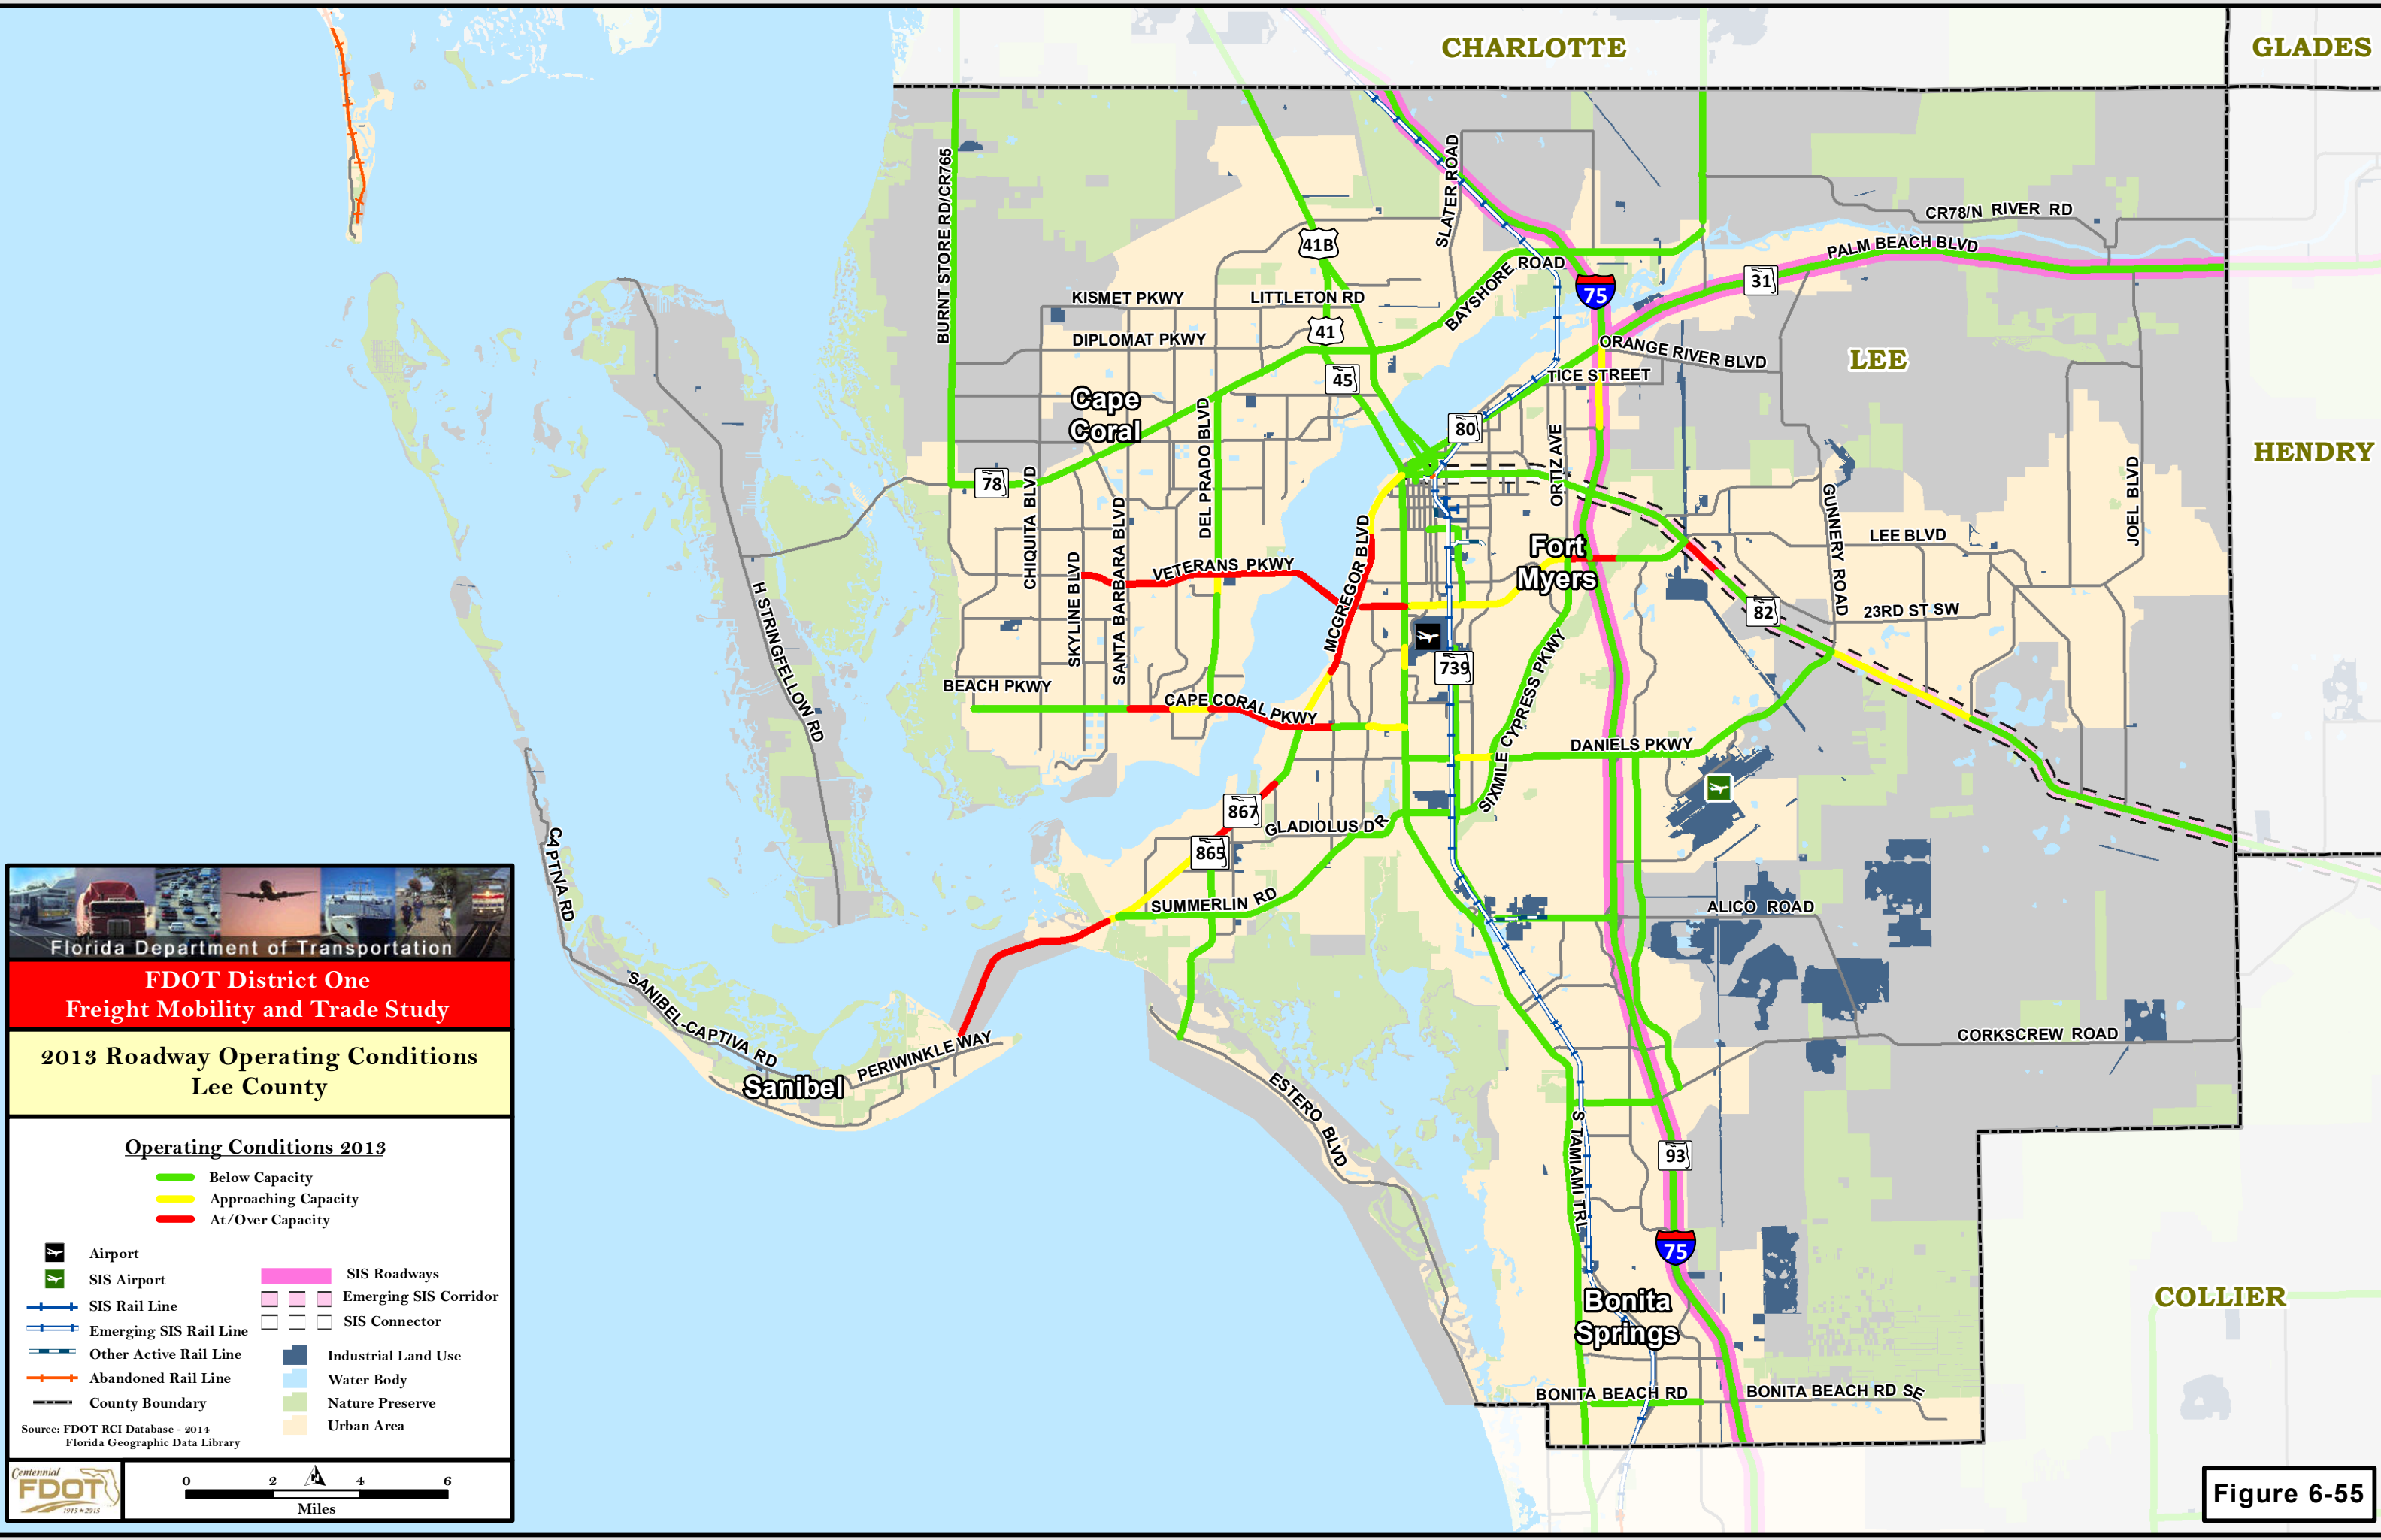 CHARLOTTE
GLADES
LEE
HENDRY
COLLIER
BURNT STORE RD/CR765
SLATER ROAD
CR78/N RIVER RD
PALM BEACH BLVD
41B
75
31
KISMET PKWY
LITTLETON RD
BAYSHORE ROAD
41
DIPLOMAT PKWY
ORANGE RIVER BLVD
TICE STREET
45
Cape
Coral
80
78
CHIQUITA BLVD
DEL PRADO BLVD
ORTIZ AVE
GUNNERY ROAD
JOEL BLVD
LEE BLVD
SKYLINE BLVD
SANTA BARBARA BLVD
VETERANS PKWY
MCGREGOR BLVD
Fort
Myers
82
23RD ST SW
H STRINGFELLOW RD
739
SIXMILE CYPRESS PKWY
BEACH PKWY
CAPE CORAL PKWY
DANIELS PKWY
867
GLADIOLUS DR
865
CAPTIVA RD
SUMMERLIN RD
ALICO ROAD
SANIBEL-CAPTIVA RD
PERIWINKLE WAY
Sanibel
CORKSCREW ROAD
ESTERO BLVD
S TAMIAMI TRL
93
75
Bonita
Springs
BONITA BEACH RD
BONITA BEACH RD SE
Florida Department of Transportation
FDOT District One
Freight Mobility and Trade Study
2013 Roadway Operating Conditions
Lee County
Operating Conditions 2013
Below Capacity
Approaching Capacity
At/Over Capacity
Airport
SIS Airport
SIS Rail Line
Emerging SIS Rail Line
Other Active Rail Line
Abandoned Rail Line
County Boundary
SIS Roadways
Emerging SIS Corridor
SIS Connector
Industrial Land Use
Water Body
Nature Preserve
Urban Area
Source: FDOT RCI Database - 2014
Florida Geographic Data Library
Centennial
FDOT
1915 ★ 2015
N
0 2 4 6
Miles
Figure 6-55